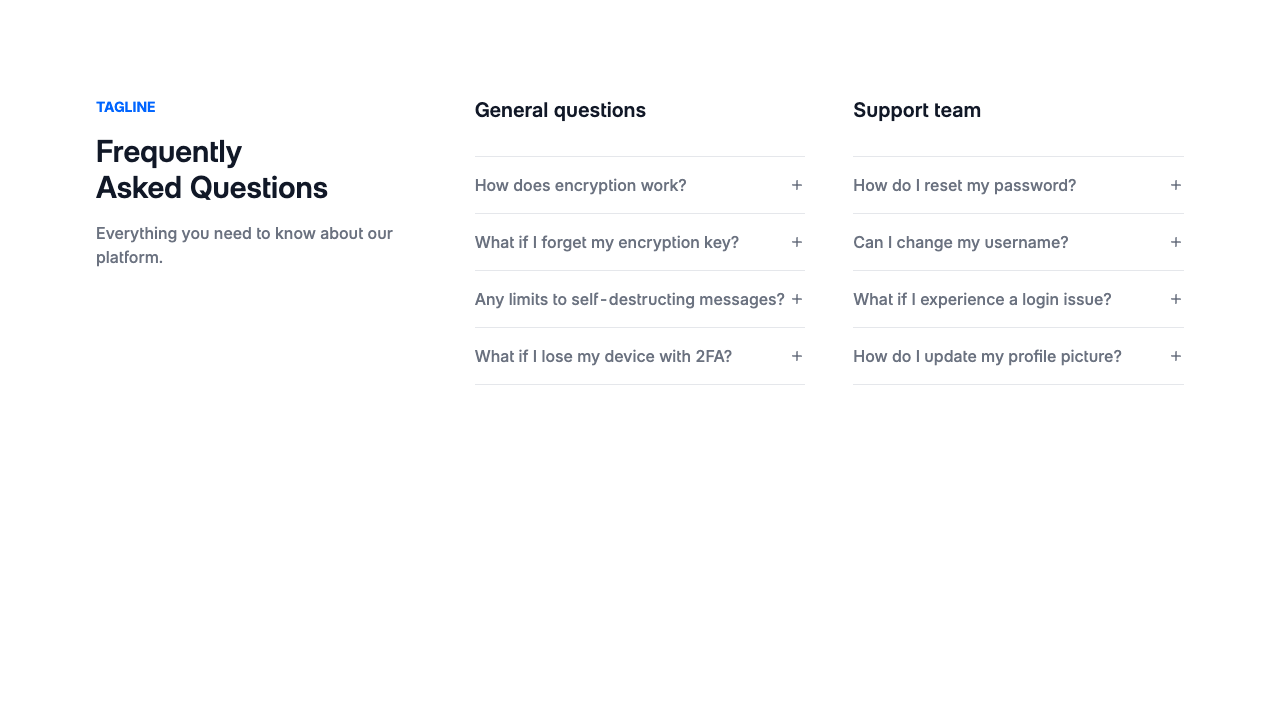 TAGLINE
Frequently
Asked Questions
Everything you need to know about our
platform.
General questions
How does encryption work?
What if I forget my encryption key?
Any limits to self-destructing messages?
What if I lose my device with 2FA?
Support team
How do I reset my password?
Can I change my username?
What if I experience a login issue?
How do I update my profile picture?